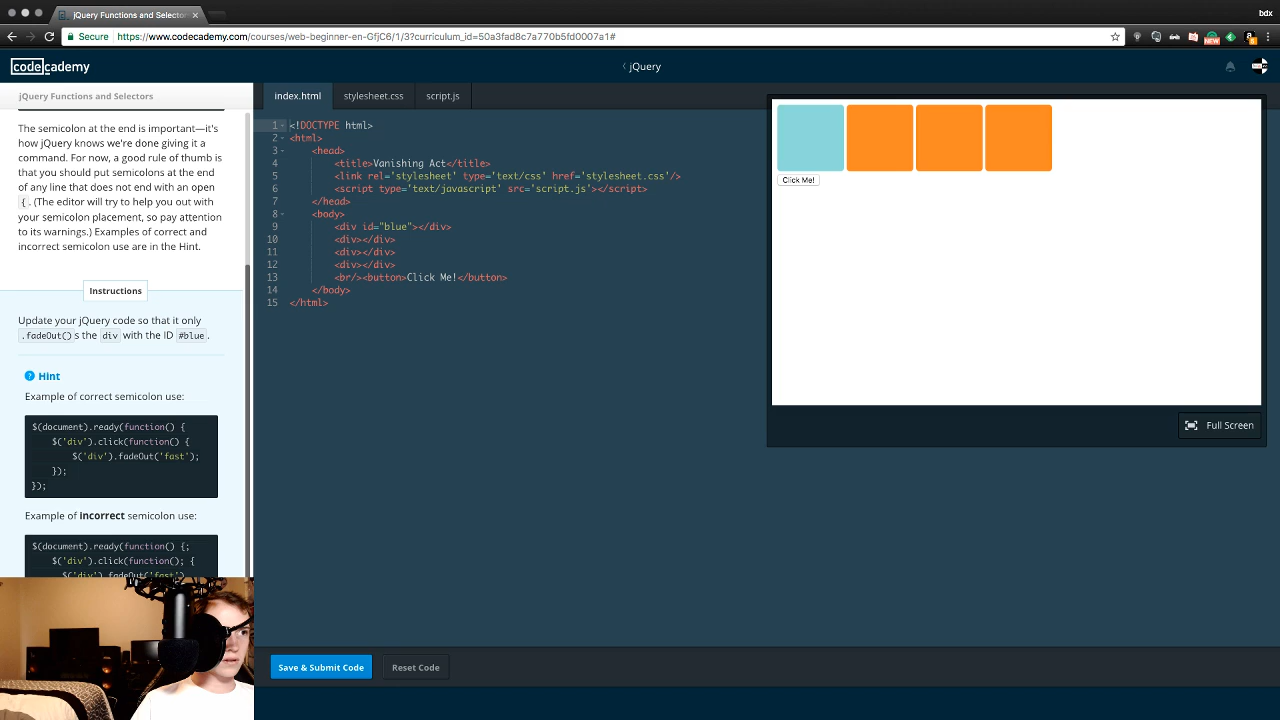 jQuery Functions and Selector
bdx
Secure
https://www.codecademy.com/courses/web-beginner-en-GfjC6/1/3?curriculum_id=50a3fad8c7a770b5fd0007a1#
codecademy
jQuery
jQuery Functions and Selectors
The semicolon at the end is important—it's
how jQuery knows we're done giving it a
command. For now, a good rule of thumb is
that you should put semicolons at the end
of any line that does not end with an open
{ . (The editor will try to help you out with
your semicolon placement, so pay attention
to its warnings.) Examples of correct and
incorrect semicolon use are in the Hint.
Instructions
Update your jQuery code so that it only
.fadeOut() s the div with the ID #blue .
? Hint
Example of correct semicolon use:
$(document).ready(function() {
$('div').click(function() {
$('div').fadeOut('fast');
});
});
Example of incorrect semicolon use:
$(document).ready(function() {;
$('div').click(function(); {
$('div').fadeOut('fast')
index.html
stylesheet.css
script.js
1 <!DOCTYPE html>
2 <html>
3 <head>
4 <title>Vanishing Act</title>
5 <link rel='stylesheet' type='text/css' href='stylesheet.css'/>
6 <script type='text/javascript' src='script.js'></script>
7 </head>
8 <body>
9 <div id="blue"></div>
10 <div></div>
11 <div></div>
12 <div></div>
13 <br/><button>Click Me!</button>
14 </body>
15 </html>
Click Me!
Full Screen
Save & Submit Code
Reset Code